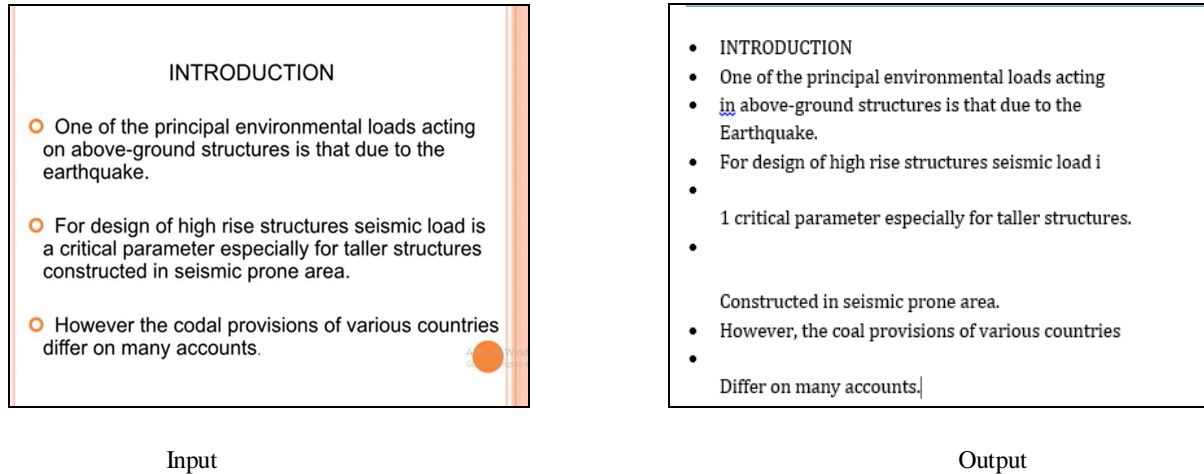 INTRODUCTION
One of the principal environmental loads acting
on above-ground structures is that due to the
earthquake.
For design of high rise structures seismic load is
a critical parameter especially for taller structures
constructed in seismic prone area.
However the codal provisions of various countries
differ on many accounts.
Input
• INTRODUCTION
• One of the principal environmental loads acting
• in above-ground structures is that due to the
Earthquake.
• For design of high rise structures seismic load i
•
1 critical parameter especially for taller structures.
•
Constructed in seismic prone area.
• However, the coal provisions of various countries
•
Differ on many accounts.
Output